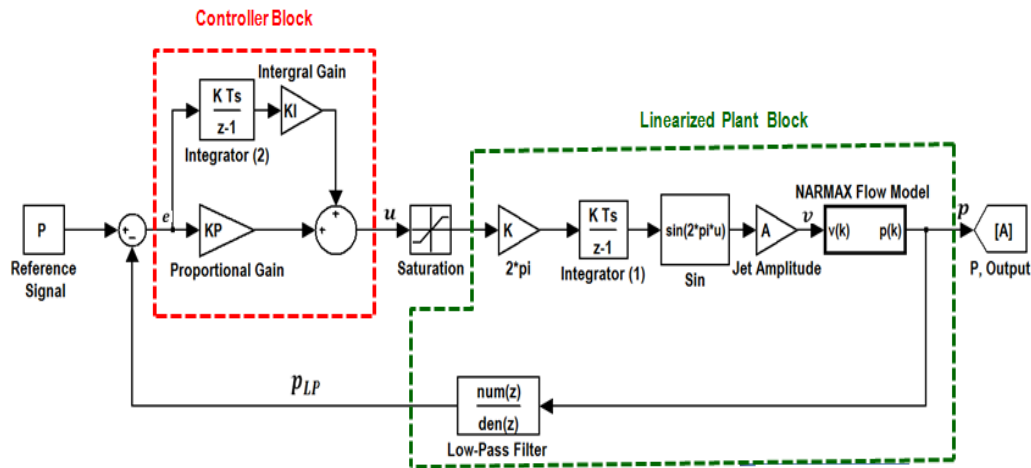 Controller Block
Intergral Gain
K Ts
z-1
KI
Integrator (2)
Linearized Plant Block
NARMAX Flow Model
P
+
-
e
KP
+
+
u
K
K Ts
z-1
sin(2*pi*u)
A
v
v(k)
p(k)
p
[A]
Reference
Signal
Proportional Gain
Saturation
2*pi
Integrator (1)
Sin
Jet Amplitude
P, Output
pLP
num(z)
den(z)
Low-Pass Filter